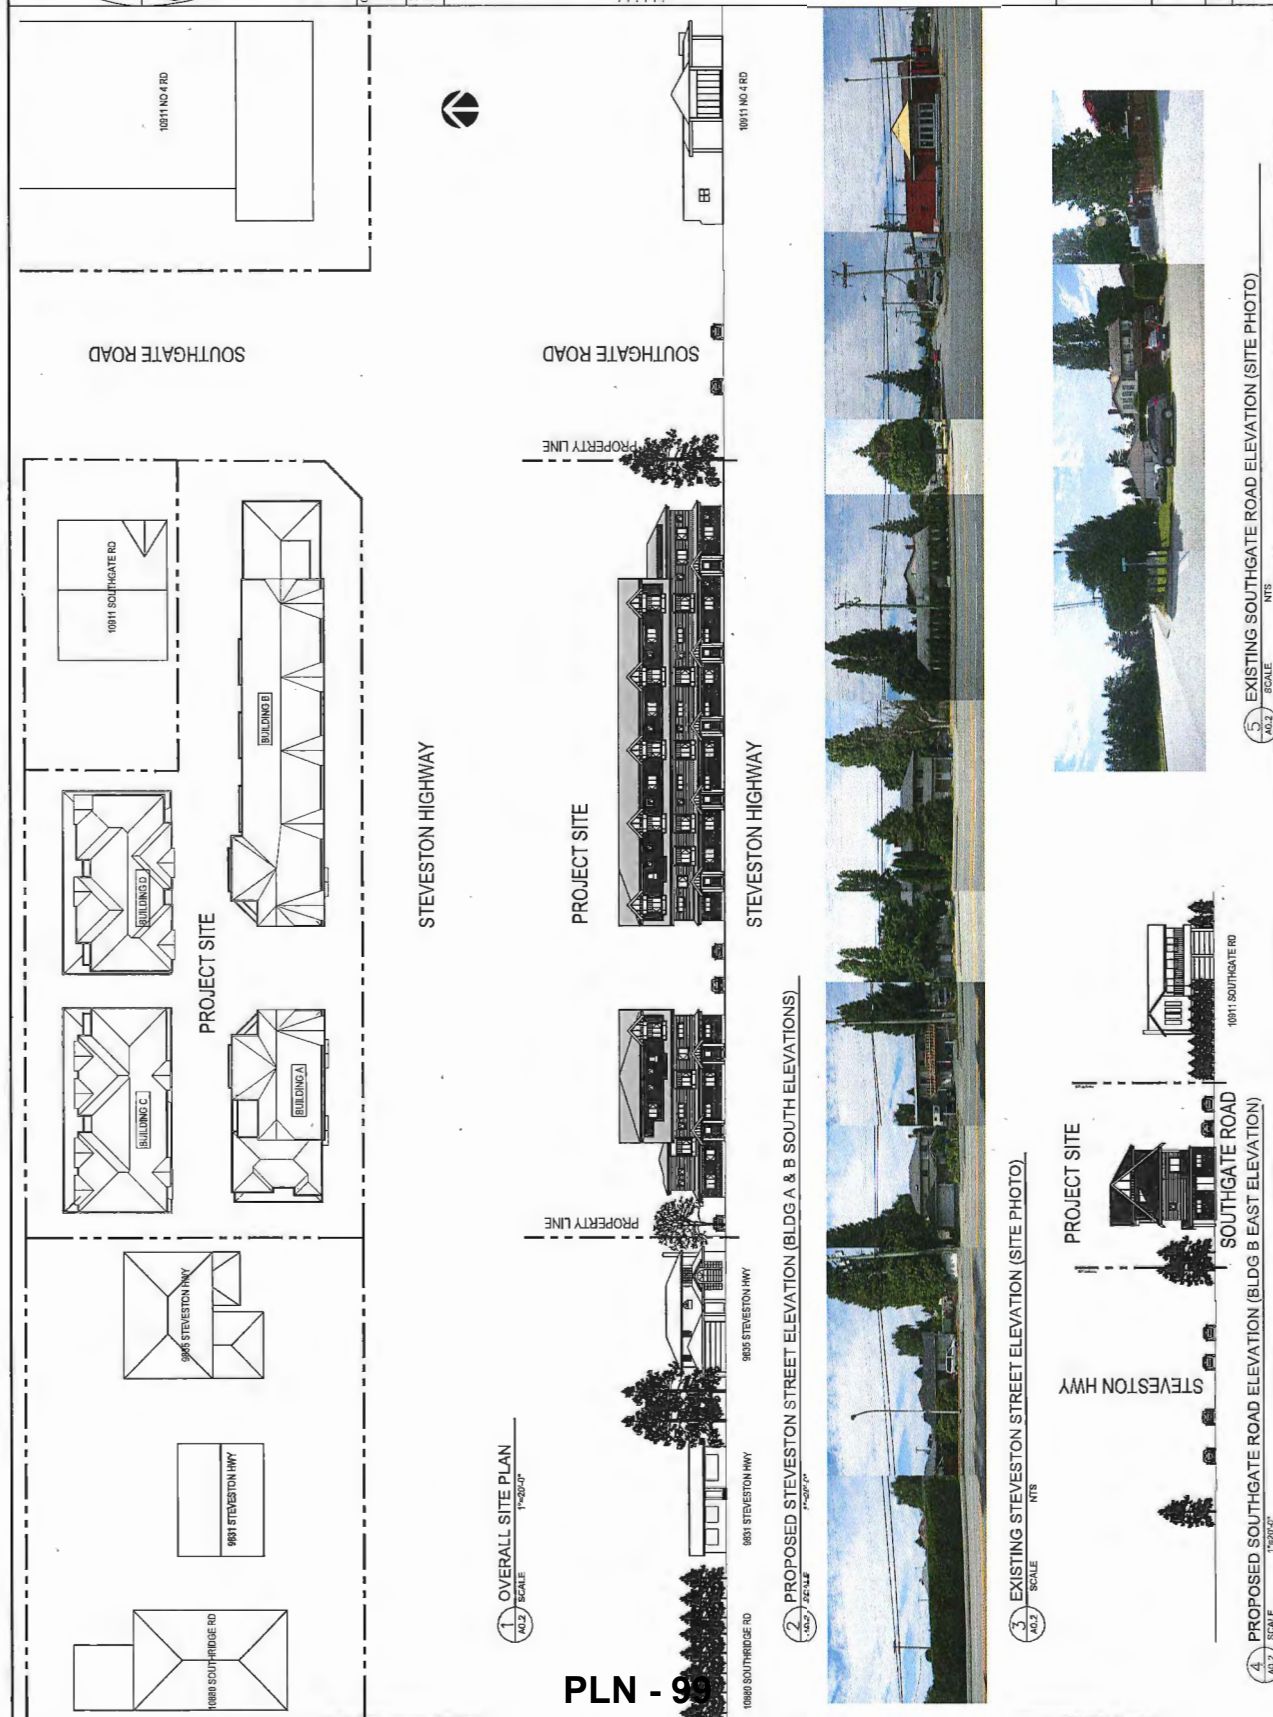 10911 NO 4 RD
SOUTHGATE ROAD
10911 SOUTHGATE RD
BUILDING B
BUILDING D
PROJECT SITE
BUILDING C
BUILDING A
9835 STEVESTON HWY
9831 STEVESTON HWY
10880 SOUTHRIDGE RD
STEVESTON HIGHWAY
1
A0.2
OVERALL SITE PLAN
SCALE 1"=20'-0"
10911 NO 4 RD
SOUTHGATE ROAD
PROPERTY LINE
PROJECT SITE
STEVESTON HIGHWAY
PROPERTY LINE
9835 STEVESTON HWY
9831 STEVESTON HWY
10880 SOUTHRIDGE RD
2
PROPOSED STEVESTON STREET ELEVATION (BLDG A & B SOUTH ELEVATIONS)
3
A0.2
EXISTING STEVESTON STREET ELEVATION (SITE PHOTO)
SCALE NTS
10911 SOUTHGATE RD
PROJECT SITE
SOUTHGATE ROAD
STEVESTON HWY
4
A0.2
PROPOSED SOUTHGATE ROAD ELEVATION (BLDG B EAST ELEVATION)
SCALE 1"=20'-0"
5
A0.2
EXISTING SOUTHGATE ROAD ELEVATION (SITE PHOTO)
SCALE NTS
PLN - 99